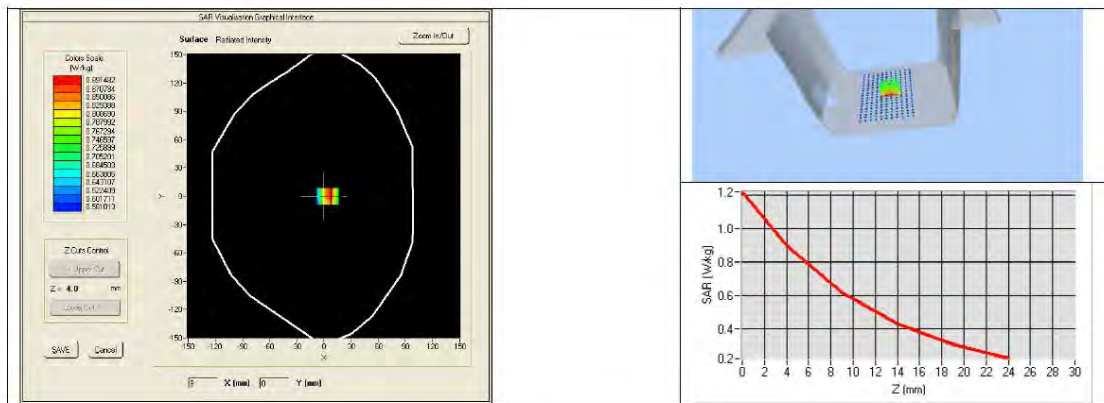 SAR Visualisation Graphical Interface
Surface Radiated Intensity
Zoom In/Out
Colors Scale
(W/kg)
0.891482
0.870784
0.850086
0.829388
0.808690
0.787992
0.767294
0.746597
0.725899
0.705201
0.684503
0.663805
0.643107
0.622409
0.601711
0.581013
Z Cuts Control
Upper Cut
Z = 4.0 mm
Lower Cut
SAVE Cancel
150
120
90
60
30
0
-30
-60
-90
-120
-150
Y
-150 -120 -90 -60 -30 0 30 60 90 120 150
X
X (mm) 0 Y (mm)
1.2
1.0
0.8
0.6
0.4
0.2
SAR (W/kg)
0 2 4 6 8 10 12 14 16 18 20 22 24 26 28 30
Z (mm)